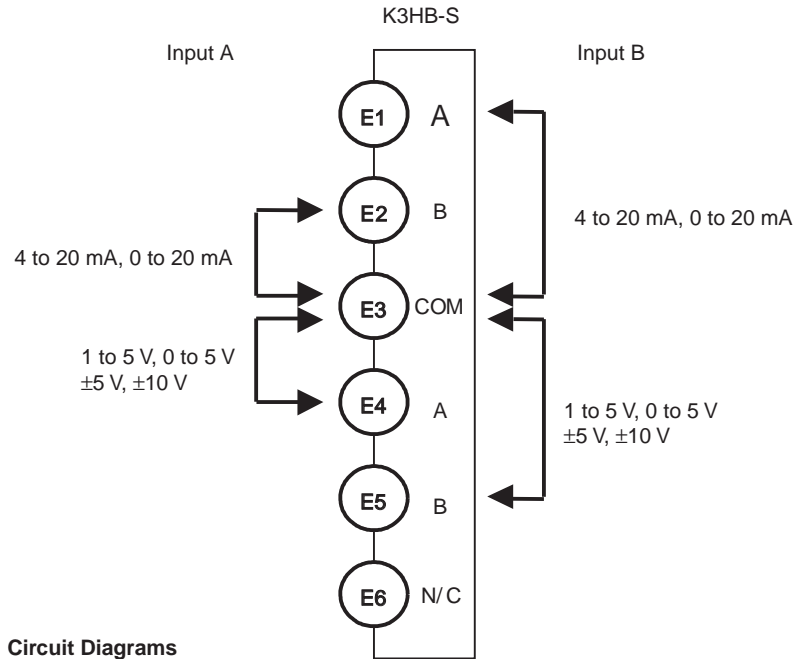 K3HB-S
Input A
Input B
E1 A
E2 B
4 to 20 mA, 0 to 20 mA
4 to 20 mA, 0 to 20 mA
E3 COM
1 to 5 V, 0 to 5 V
±5 V, ±10 V
E4 A
1 to 5 V, 0 to 5 V
±5 V, ±10 V
E5 B
E6 N/C
Circuit Diagrams